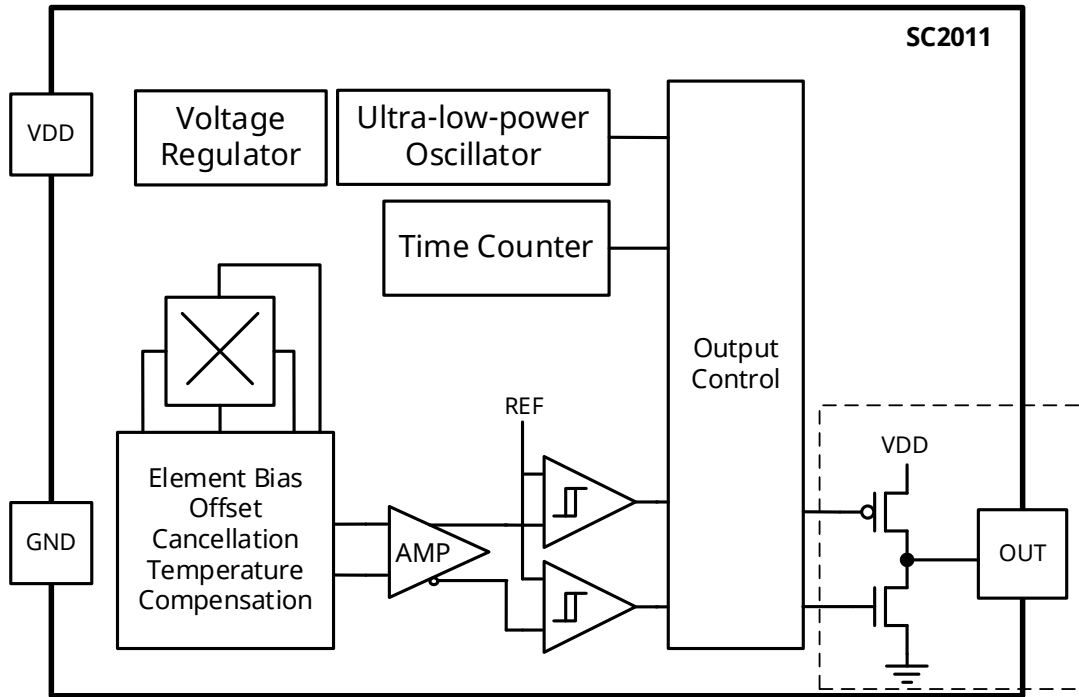 SC2011
VDD
Voltage
Regulator
Ultra-low-power
Oscillator
Time Counter
Output
Control
REF
VDD
Element Bias
Offset
Cancellation
Temperature
Compensation
GND
AMP
OUT